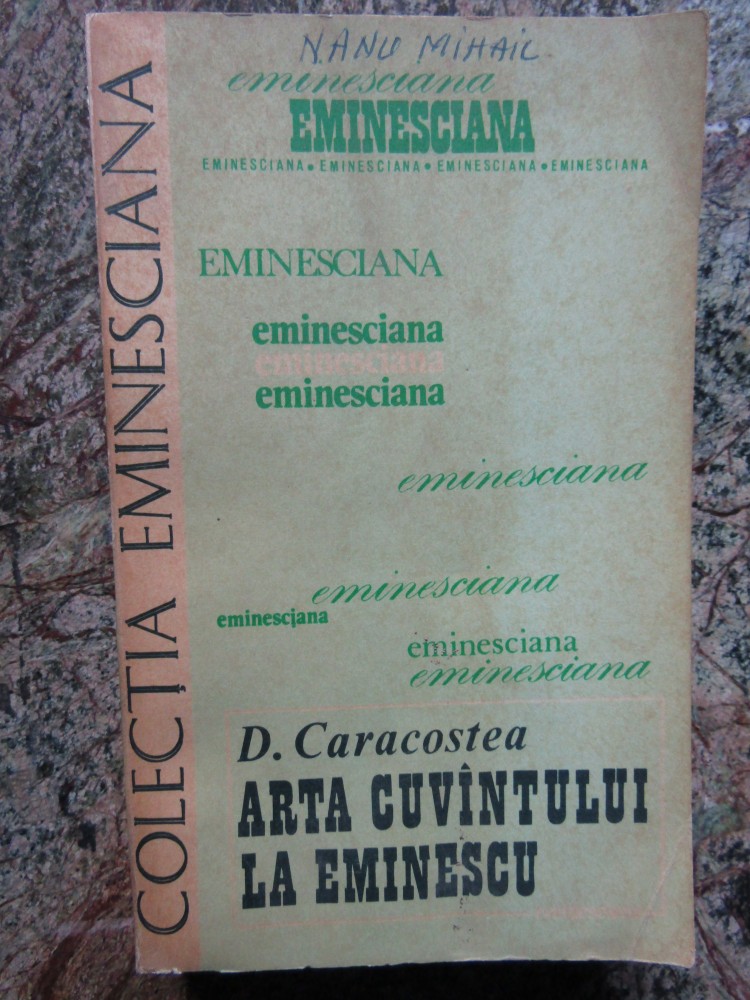 NANU MIHAIL
eminesciana
EMINESCIANA
EMINESCIANA • EMINESCIANA • EMINESCIANA • EMINESCIANA
EMINESCIANA
eminesciana
eminesciana
eminesciana
eminesciana
eminesciana
eminesciana
eminesciana
eminesciana
D. Caracostea
ARTA CUVÎNTULUI
LA EMINESCU
COLECȚIA EMINESCIANA